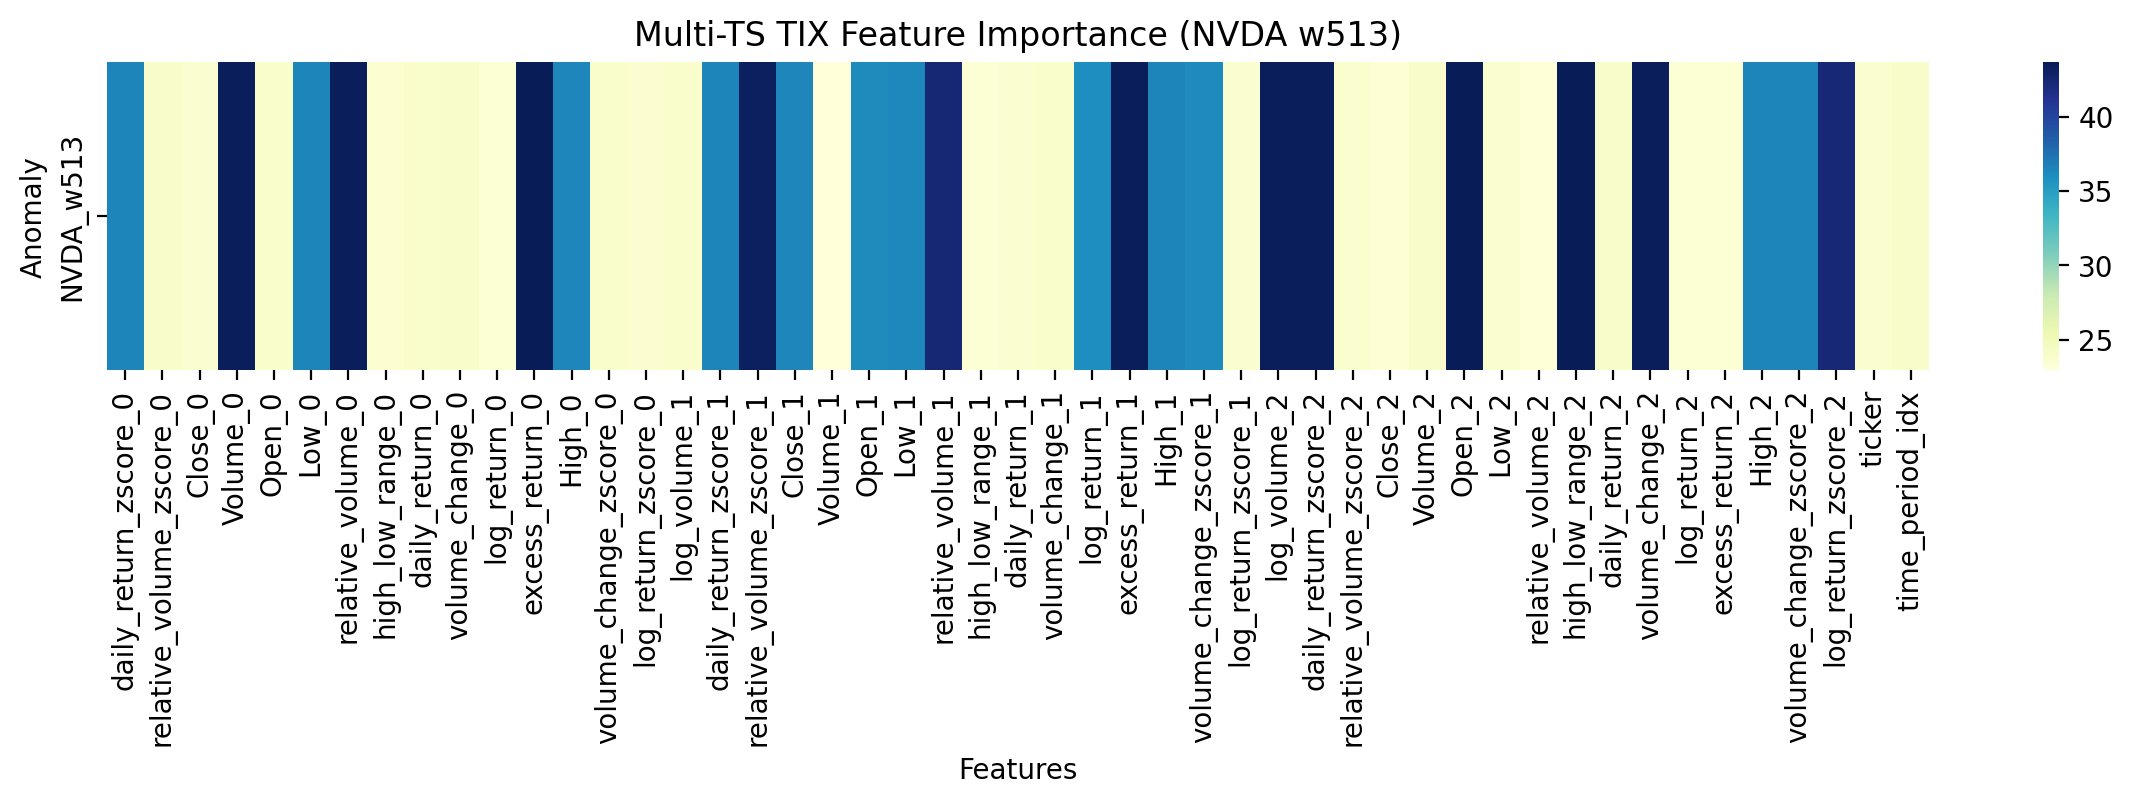 Multi-TS TIX Feature Importance (NVDA w513)
Anomaly
NVDA_w513
40
35
30
25
daily_return_zscore_0
relative_volume_zscore_0
Close_0
Volume_0
Open_0
Low_0
relative_volume_0
high_low_range_0
daily_return_0
volume_change_0
log_return_0
excess_return_0
High_0
volume_change_zscore_0
log_return_zscore_0
log_volume_1
daily_return_zscore_1
relative_volume_zscore_1
Close_1
Volume_1
Open_1
Low_1
relative_volume_1
high_low_range_1
daily_return_1
volume_change_1
log_return_1
excess_return_1
High_1
volume_change_zscore_1
log_return_zscore_1
log_volume_2
daily_return_zscore_2
relative_volume_zscore_2
Close_2
Volume_2
Open_2
Low_2
relative_volume_2
high_low_range_2
daily_return_2
volume_change_2
log_return_2
excess_return_2
High_2
volume_change_zscore_2
log_return_zscore_2
ticker
time_period_idx
Features